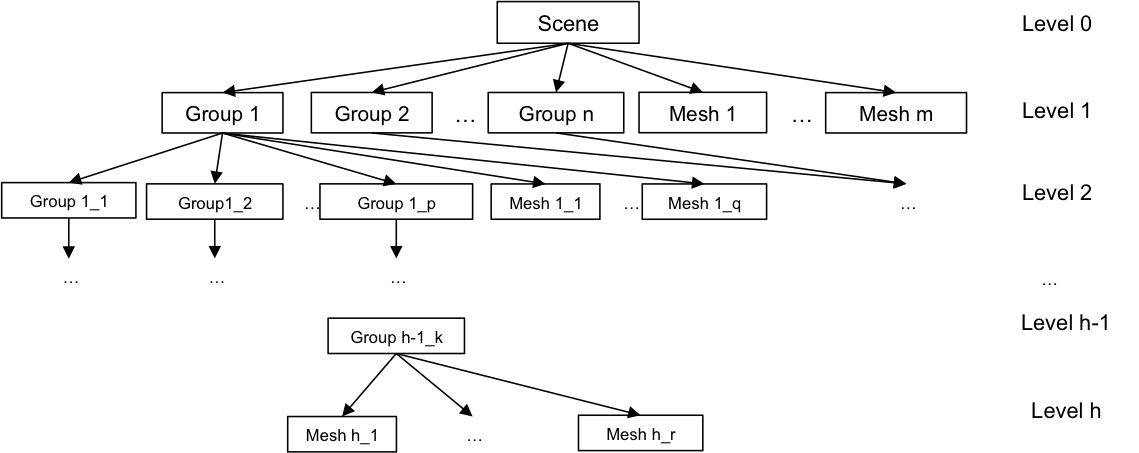 Scene
Level 0
Group 1
Group 2
...
Group n
Mesh 1
...
Mesh m
Level 1
Group 1_1
Group1_2
...
Group 1_p
Mesh 1_1
...
Mesh 1_q
...
Level 2
...
...
...
...
Group h-1_k
Level h-1
Mesh h_1
...
Mesh h_r
Level h